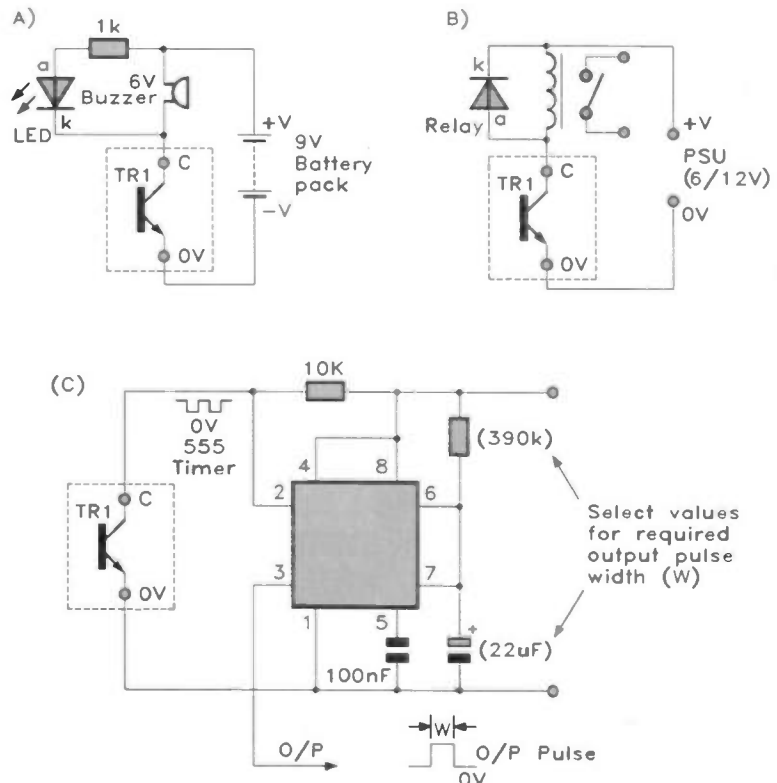 A)
1k
a
6V
Buzzer
LED
k
+V
9V
Battery
pack
-V
TR1
C
0V
B)
k
a
Relay
+V
PSU
(6/12V)
0V
TR1
C
0V
(C)
10K
0V
555
Timer
(390k)
4
8
2
6
3
7
1
5
TR1
C
0V
Select values
for required
output pulse
width (W)
+
(22uF)
100nF
O/P
W
O/P Pulse
0V